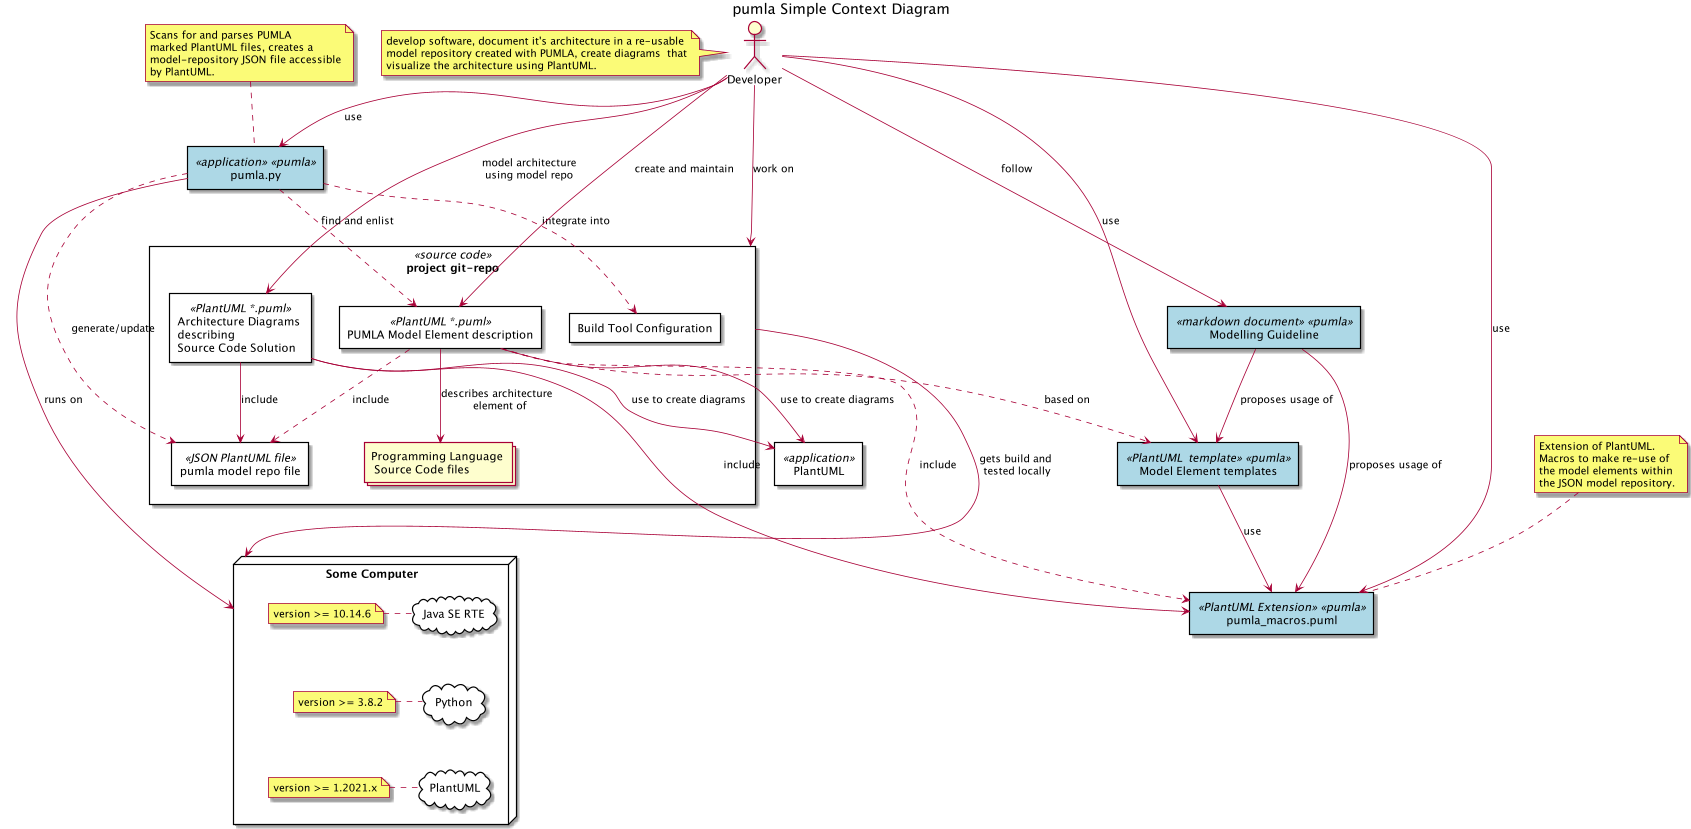 pumla Simple Context Diagram
Scans for and parses PUMLA
marked PlantUML files, creates a
model-repository JSON file accessible
by PlantUML.
develop software, document it's architecture in a re-usable
model repository created with PUMLA, create diagrams  that
visualize the architecture using PlantUML.
Developer
use
«application» «pumla»
pumla.py
model architecture
using model repo
create and maintain
work on
follow
find and enlist
integrate into
use
«source code»
project git-repo
«PlantUML *.puml»
Architecture Diagrams
describing
Source Code Solution
«PlantUML *.puml»
PUMLA Model Element description
Build Tool Configuration
«markdown document» «pumla»
Modelling Guideline
generate/update
use
runs on
include
include
describes architecture
element of
use to create diagrams
use to create diagrams
based on
proposes usage of
«JSON PlantUML file»
pumla model repo file
Programming Language
Source Code files
include
«application»
PlantUML
include
gets build and
tested locally
«PlantUML  template» «pumla»
Model Element templates
proposes usage of
Extension of PlantUML.
Macros to make re-use of
the model elements within
the JSON model repository.
use
Some Computer
version >= 10.14.6
Java SE RTE
«PlantUML Extension» «pumla»
pumla_macros.puml
version >= 3.8.2
Python
version >= 1.2021.x
PlantUML